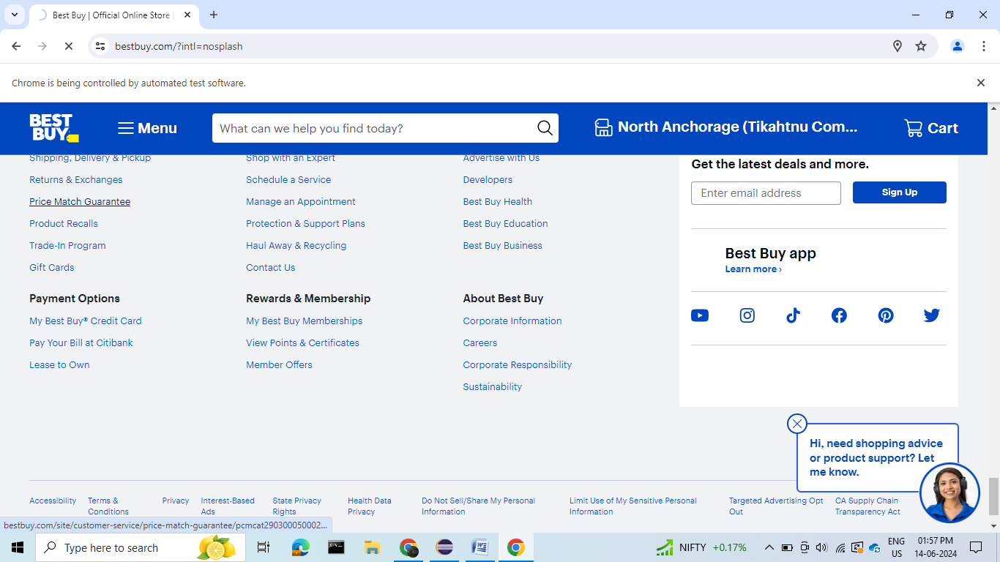 Best Buy | Official Online Store
bestbuy.com/?intl=nosplash
Chrome is being controlled by automated test software.
BEST BUY
Menu
What can we help you find today?
North Anchorage (Tikahtnu Com...
Cart
Shipping, Delivery & Pickup
Returns & Exchanges
Price Match Guarantee
Product Recalls
Trade-In Program
Gift Cards
Shop with an Expert
Schedule a Service
Manage an Appointment
Protection & Support Plans
Haul Away & Recycling
Contact Us
Advertise with Us
Developers
Best Buy Health
Best Buy Education
Best Buy Business
Get the latest deals and more.
Enter email address
Sign Up
Best Buy app
Learn more ›
Payment Options
My Best Buy® Credit Card
Pay Your Bill at Citibank
Lease to Own
Rewards & Membership
My Best Buy Memberships
View Points & Certificates
Member Offers
About Best Buy
Corporate Information
Careers
Corporate Responsibility
Sustainability
Hi, need shopping advice
or product support? Let
me know.
Accessibility
Terms &
Conditions
Privacy
Interest-Based
Ads
State Privacy
Rights
Health Data
Privacy
Do Not Sell/Share My Personal
Information
Limit Use of My Sensitive Personal
Information
Targeted Advertising Opt
Out
CA Supply Chain
Transparency Act
bestbuy.com/site/customer-service/price-match-guarantee/pcmcat290300050002...
Type here to search
NIFTY +0.17%
ENG
US
01:57 PM
14-06-2024